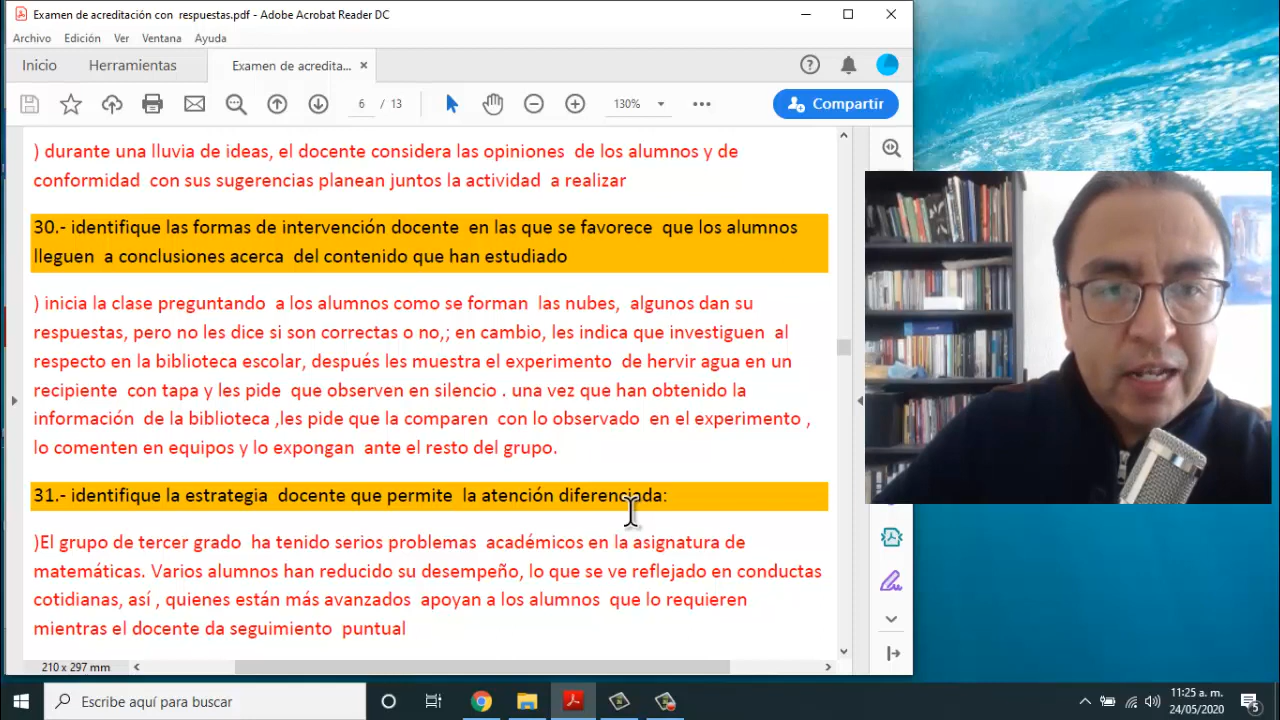 Examen de acreditación con  respuestas.pdf - Adobe Acrobat Reader DC
Archivo Edición Ver Ventana Ayuda
Inicio Herramientas Examen de acredita... ×
6 / 13 130% Compartir
) durante una lluvia de ideas, el docente considera las opiniones  de los alumnos y de
conformidad  con sus sugerencias planean juntos la actividad  a realizar
30.- identifique las formas de intervención docente  en las que se favorece  que los alumnos
lleguen  a conclusiones acerca  del contenido que han estudiado
) inicia la clase preguntando  a los alumnos como se forman  las nubes,  algunos dan su
respuestas, pero no les dice si son correctas o no,; en cambio, les indica que investiguen  al
respecto en la biblioteca escolar, después les muestra el experimento  de hervir agua en un
recipiente  con tapa y les pide  que observen en silencio . una vez que han obtenido la
información  de la biblioteca ,les pide que la comparen  con lo observado  en el experimento ,
lo comenten en equipos y lo expongan  ante el resto del grupo.
31.- identifique la estrategia  docente que permite  la atención diferenciada:
)El grupo de tercer grado  ha tenido serios problemas  académicos en la asignatura de
matemáticas. Varios alumnos han reducido su desempeño, lo que se ve reflejado en conductas
cotidianas, así , quienes están más avanzados  apoyan a los alumnos  que lo requieren
mientras el docente da seguimiento  puntual
210 x 297 mm
Escribe aquí para buscar
11:25 a. m.
24/05/2020
5